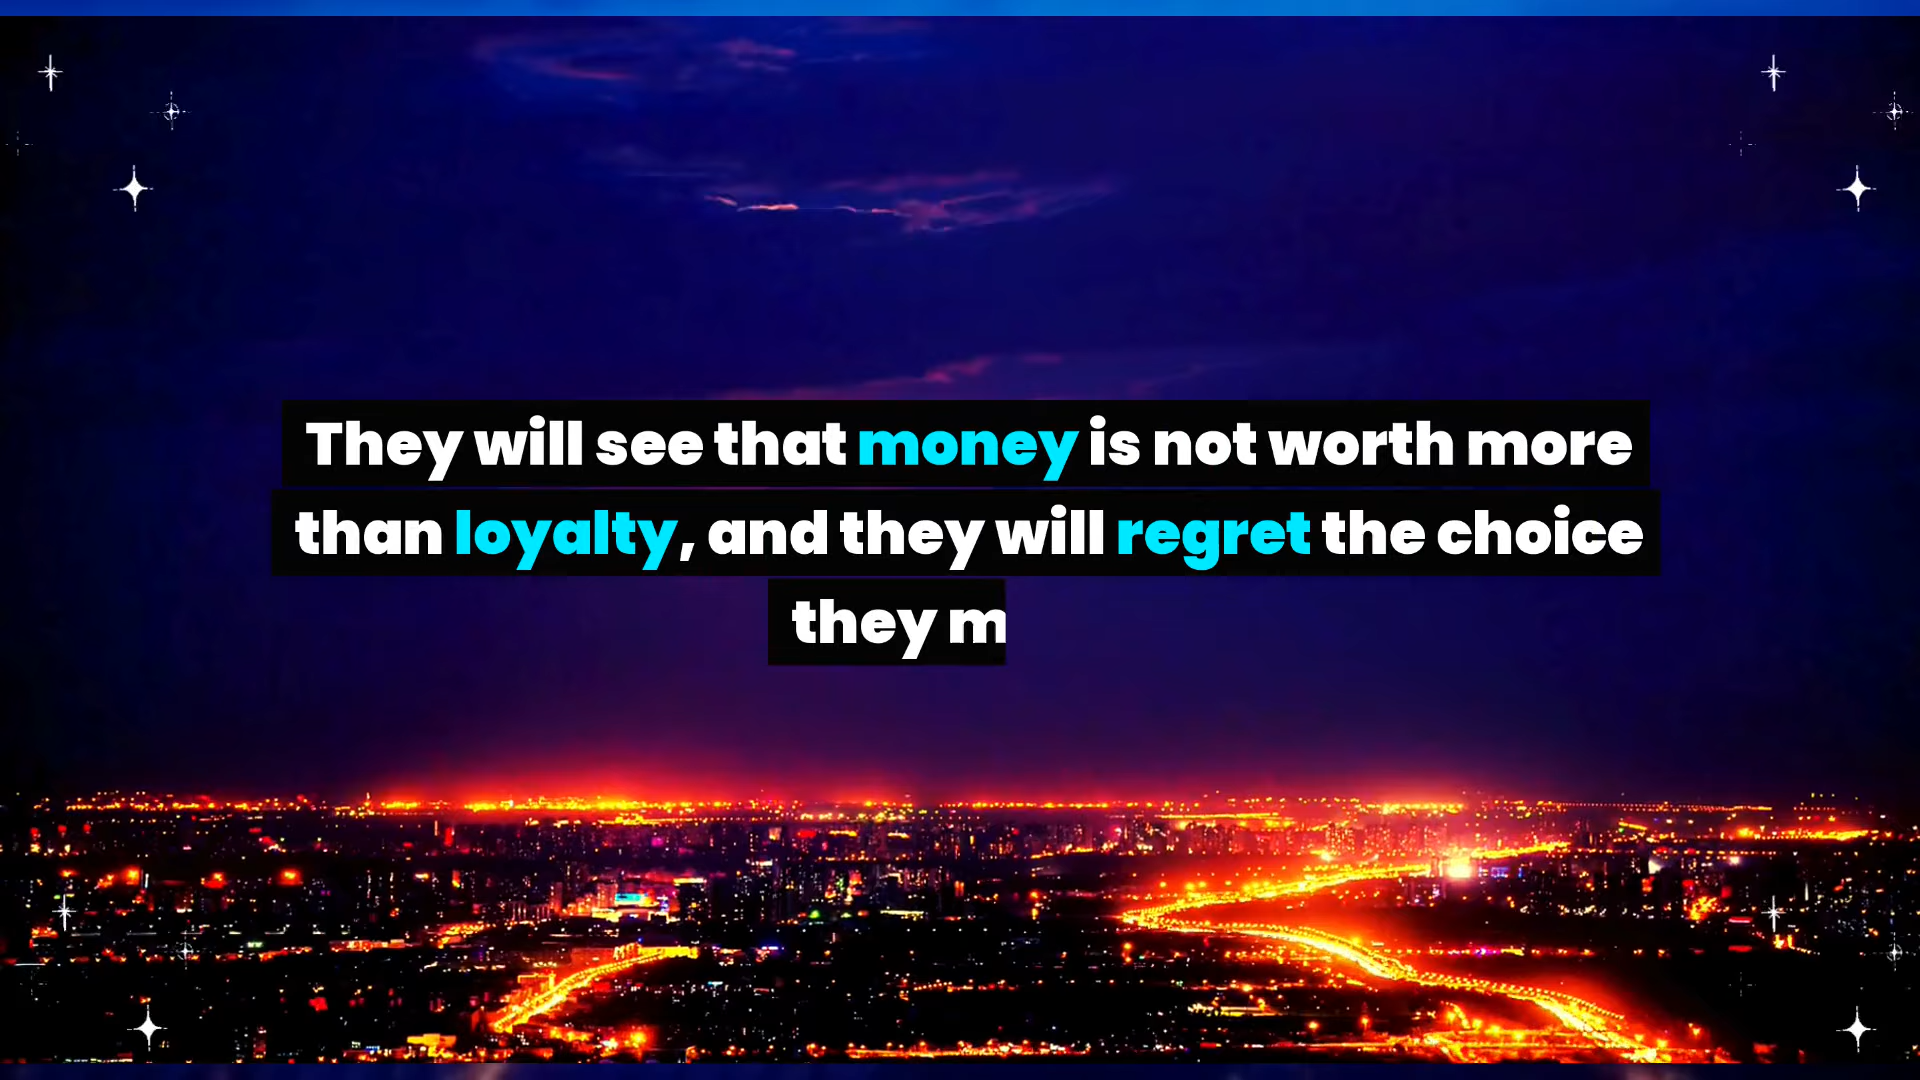 They will see that money is not worth more
than loyalty, and they will regret the choice
they m